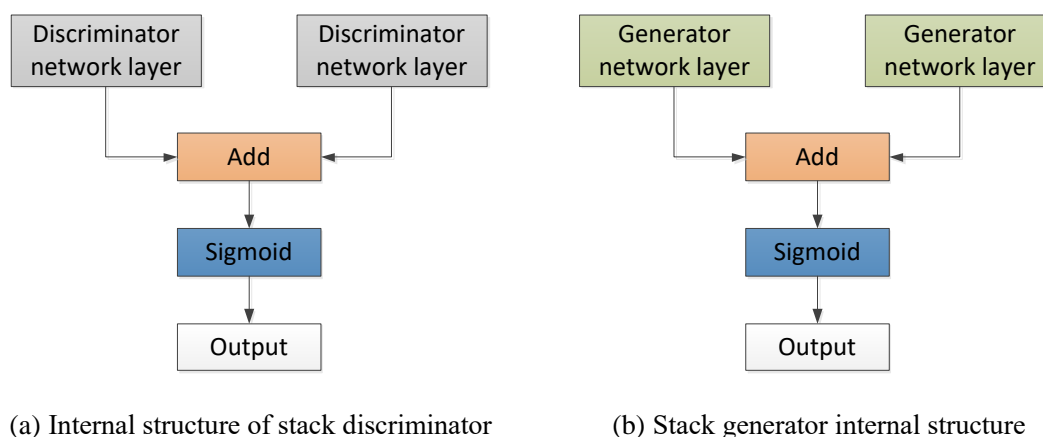 Discriminator
network layer
Discriminator
network layer
Add
Sigmoid
Output
(a) Internal structure of stack discriminator
Generator
network layer
Generator
network layer
Add
Sigmoid
Output
(b) Stack generator internal structure